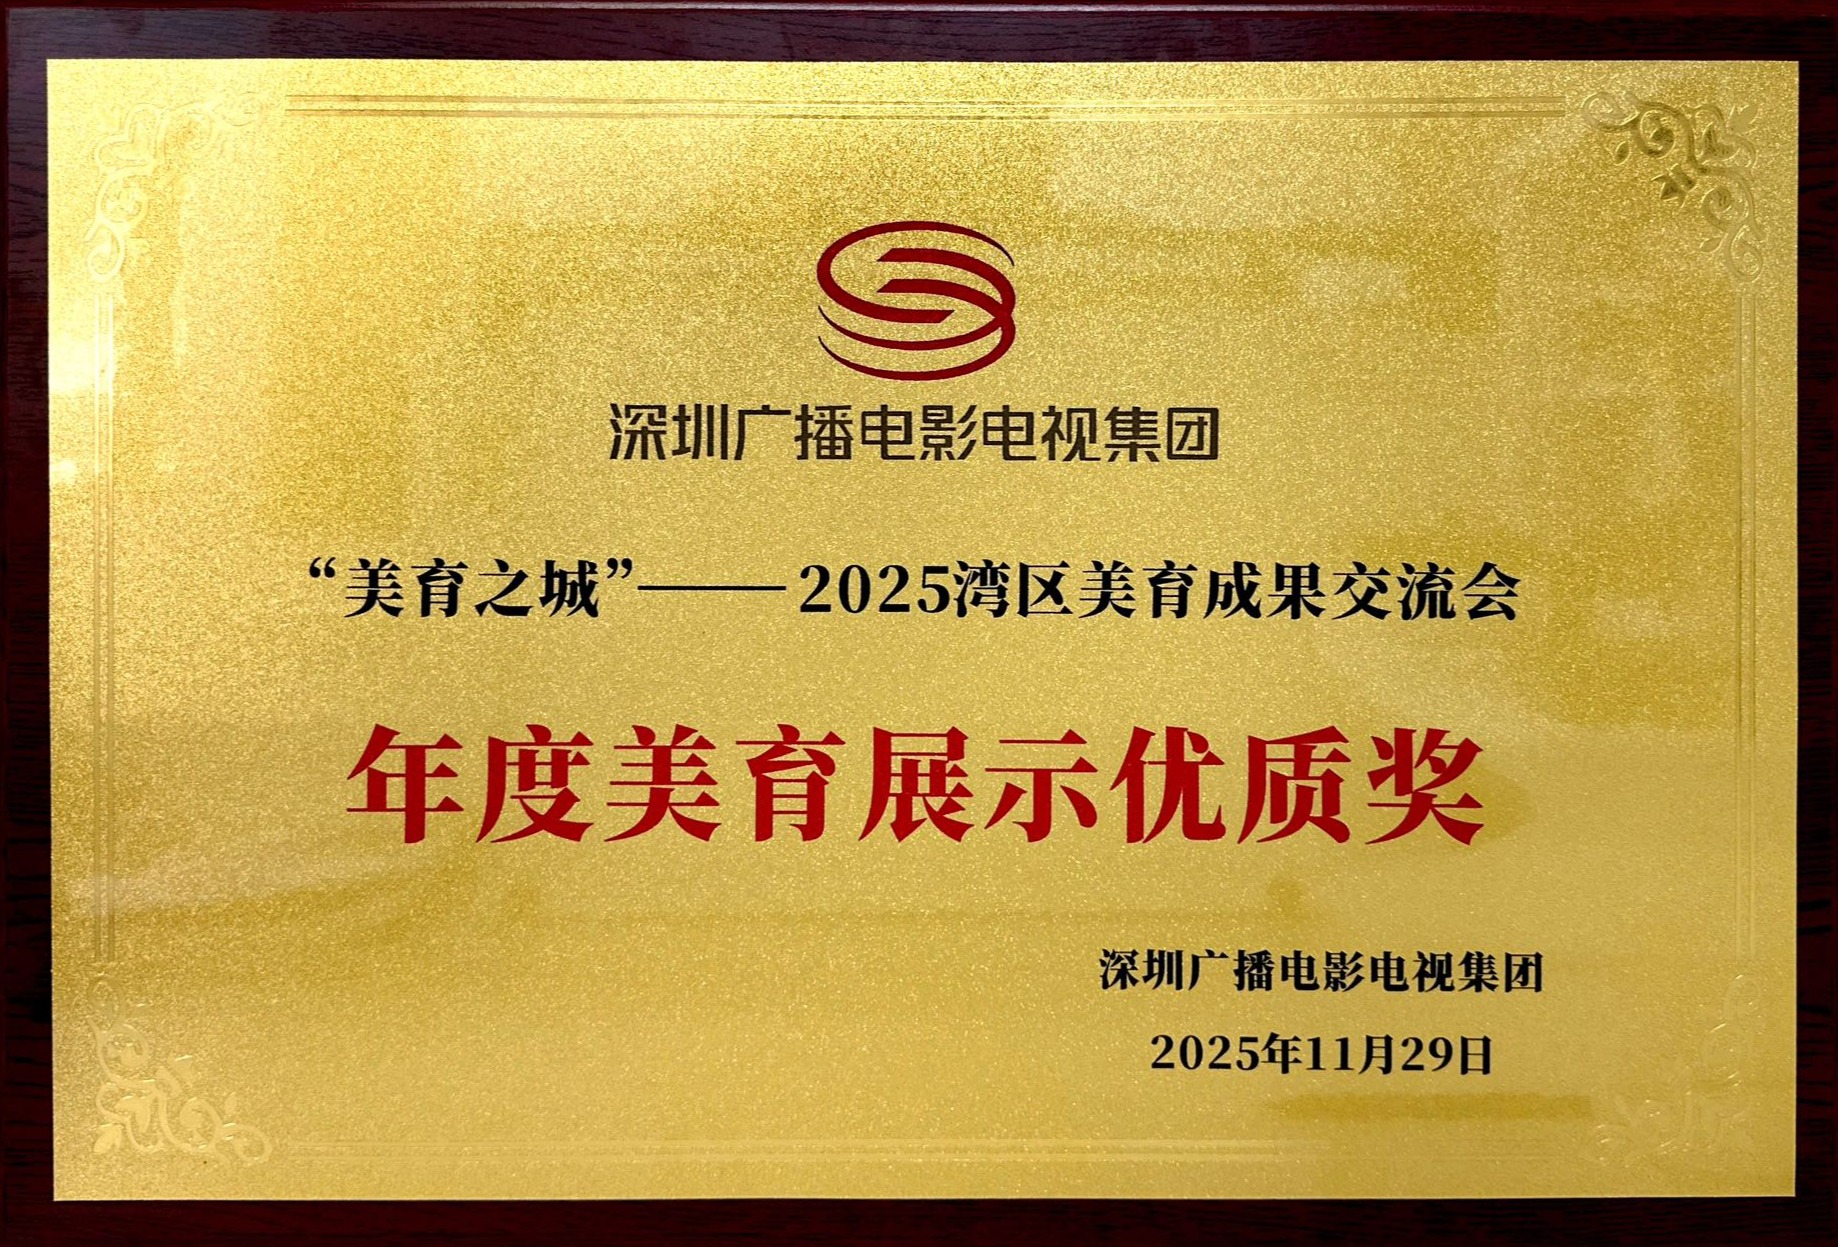 深圳广播电影电视集团
“美育之城”——2025湾区美育成果交流会
年度美育展示优质奖
深圳广播电影电视集团
2025年11月29日